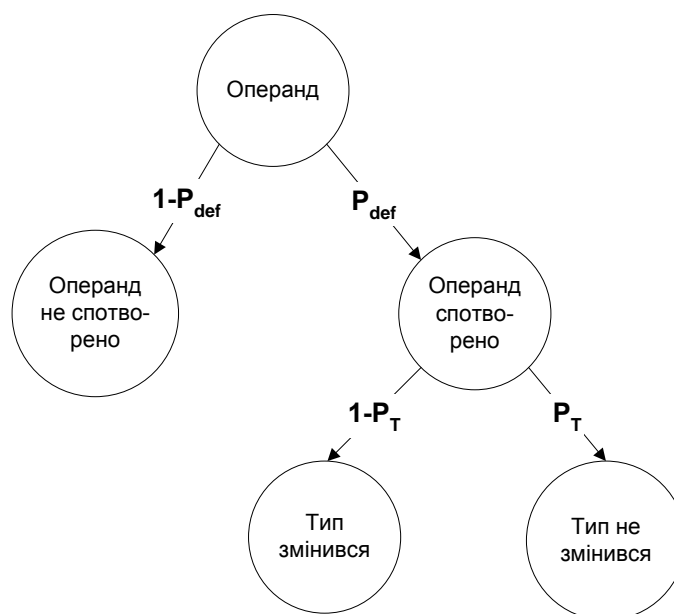 Операнд
1-P_def
P_def
Операнд
не спотво-
рено
Операнд
спотво-
рено
1-P_T
P_T
Тип
змінився
Тип не
змінився